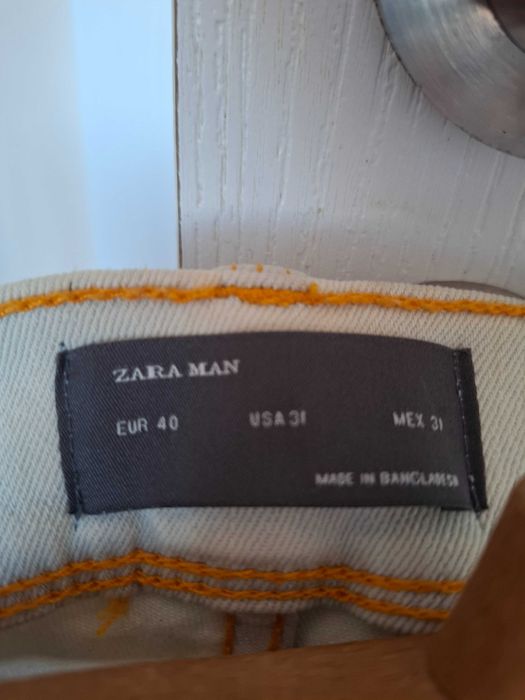 ZARA MAN
EUR 40 USA 31 MEX 31
MADE IN BANGLADESH